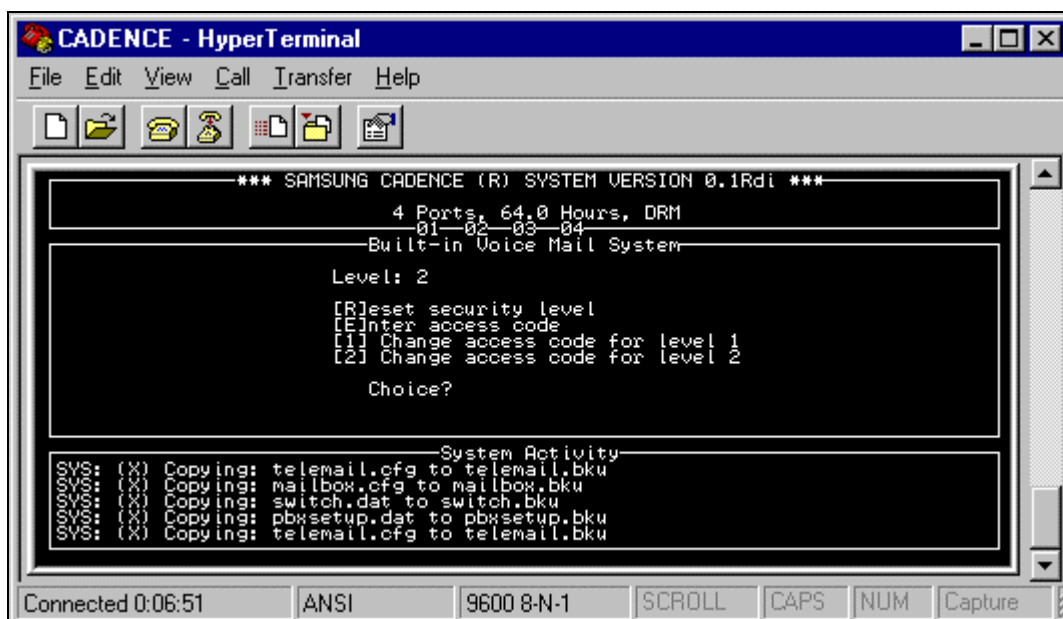 CADENCE - HyperTerminal
File Edit View Call Transfer Help
*** SAMSUNG CADENCE (R) SYSTEM VERSION 0.1Rdi ***
4 Ports, 64.0 Hours, DRM
01 02 03 04
Built-in Voice Mail System
Level: 2
[R]eset security level
[E]nter access code
[1] Change access code for level 1
[2] Change access code for level 2
Choice?
System Activity
SYS: (X) Copying: telemail.cfg to telemail.bku
SYS: (X) Copying: mailbox.cfg to mailbox.bku
SYS: (X) Copying: switch.dat to switch.bku
SYS: (X) Copying: pbxsetup.dat to pbxsetup.bku
SYS: (X) Copying: telemail.cfg to telemail.bku
Connected 0:06:51 ANSI 9600 8-N-1 SCROLL CAPS NUM Capture